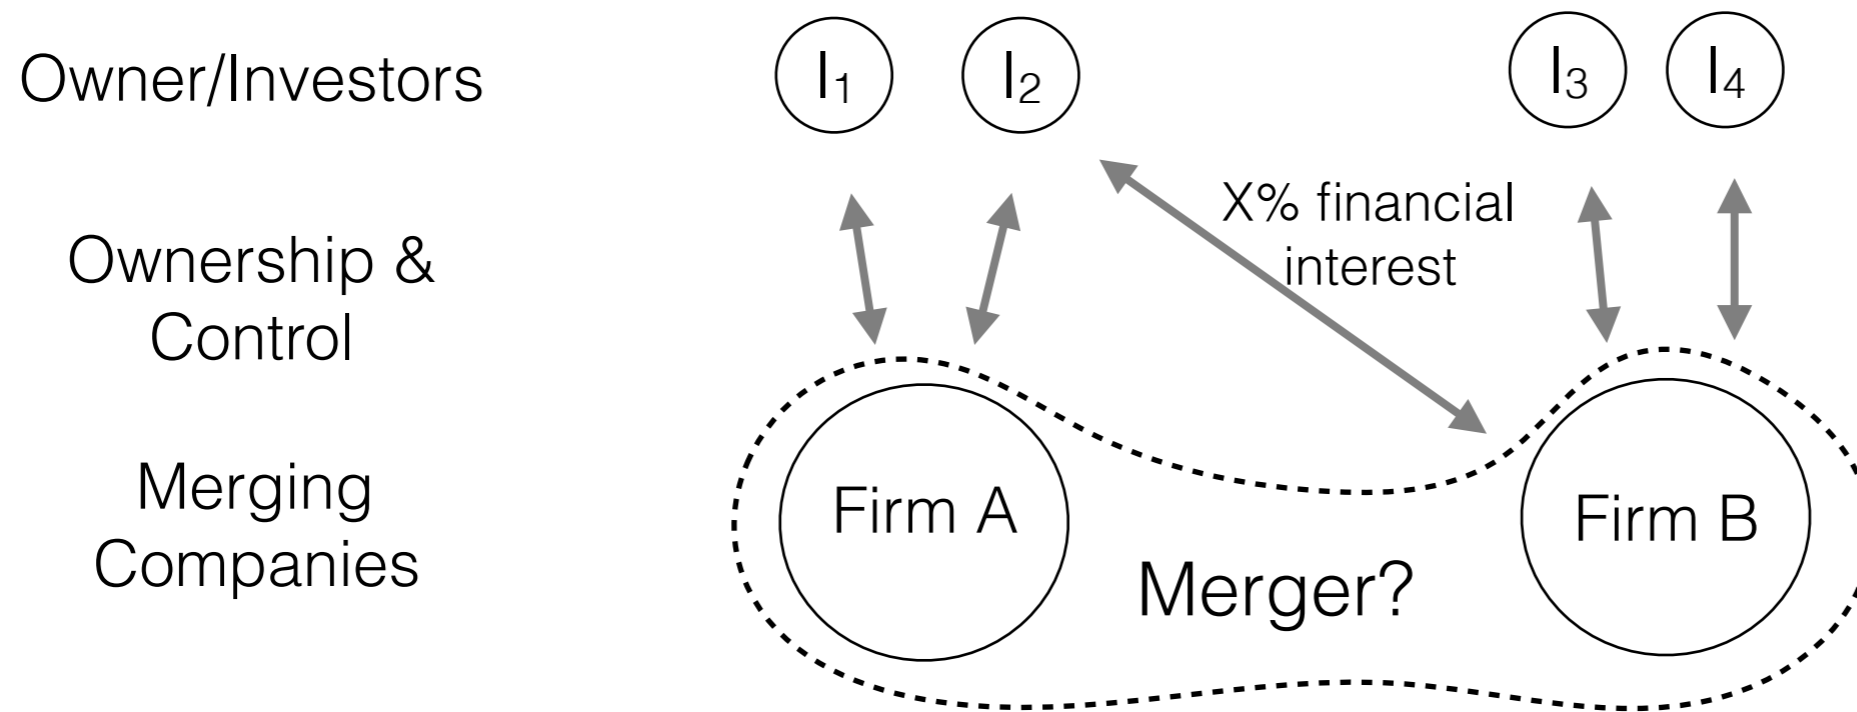 Owner/Investors
I₁
I₂
I₃
I₄
Ownership &
Control
X% financial
interest
Merging
Companies
Firm A
Firm B
Merger?